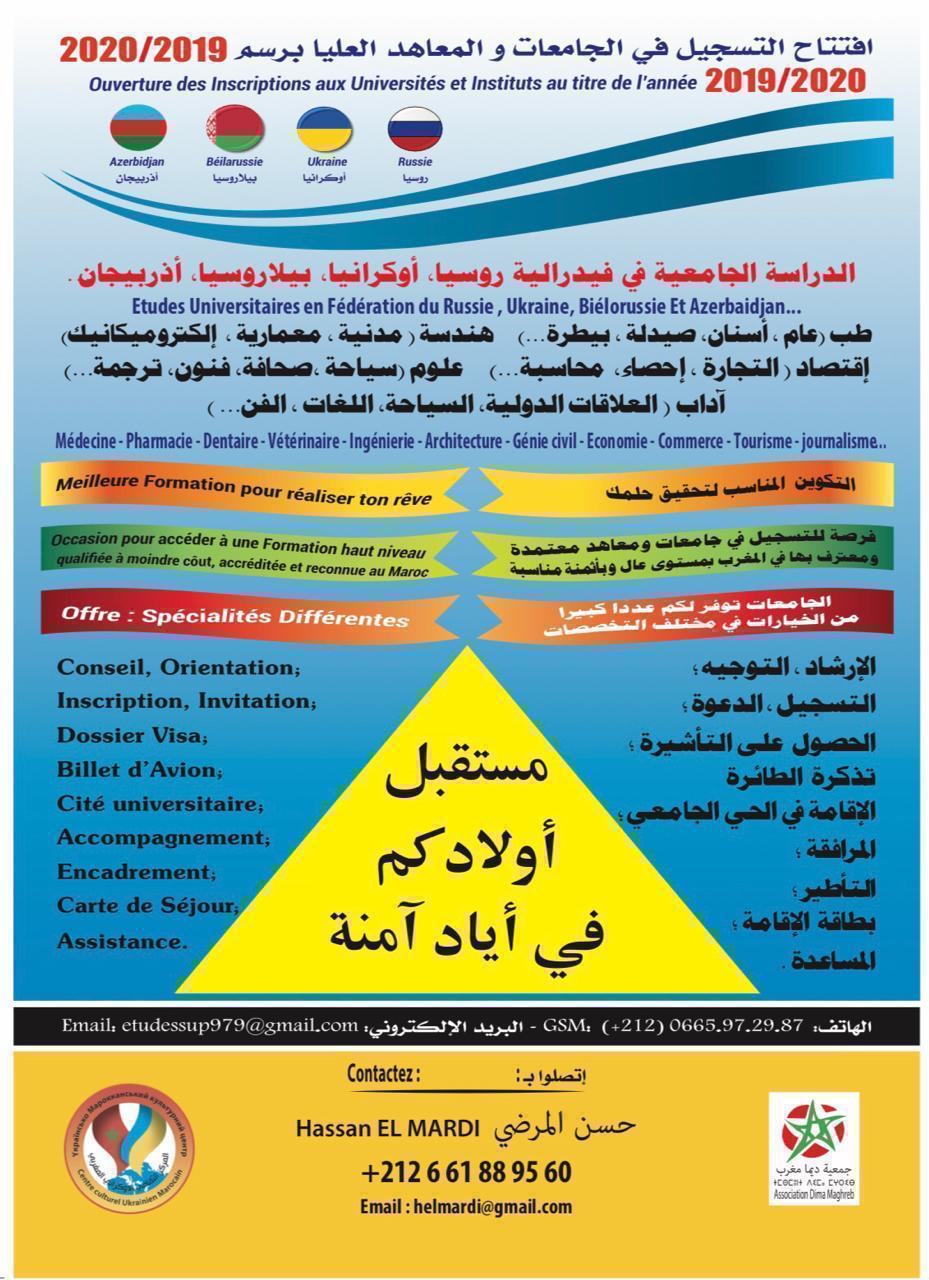 افتتاح التسجيل في الجامعات و المعاهد العليا برسم 2020/2019
Ouverture des Inscriptions aux Universités et Instituts au titre de l'année 2019/2020
Azerbidjan
أذربيجان
Béilarussie
بيلاروسيا
Ukraine
أوكرانيا
Russie
روسيا
الدراسة الجامعية في فيدرالية روسيا، أوكرانيا، بيلاروسيا، أذربيجان .
Etudes Universitaires en Fédération du Russie , Ukraine, Biélorussie Et Azerbaidjan...
طب (عام ، أسنان، صيدلة ، بيطرة...) هندسة ( مدنية ، معمارية ، إلكتروميكانيك)
إقتصاد ( التجارة ، إحصاء، محاسبة...) علوم (سياحة ،صحافة، فنون، ترجمة...)
آداب ( العلاقات الدولية، السياحة، اللغات ، الفن... )
Médecine - Pharmacie - Dentaire - Vétérinaire - Ingénierie - Architecture - Génie civil - Economie - Commerce - Tourisme - journalisme...
Meilleure Formation pour réaliser ton rêve
التكوين المناسب لتحقيق حلمك
Occasion pour accéder à une Formation haut niveau
qualifiée à moindre côut, accréditée et reconnue au Maroc
فرصة للتسجيل في جامعات ومعاهد معتمدة
ومعترف بها في المغرب بمستوى عال وبأثمنة مناسبة
Offre : Spécialités Différentes
الجامعات توفر لكم عددا كبيرا
من الخيارات في مختلف التخصصات
Conseil, Orientation;
Inscription, Invitation;
Dossier Visa;
Billet d'Avion;
Cité universitaire;
Accompagnement;
Encadrement;
Carte de Séjour;
Assistance.
مستقبل
أولادكم
في أياد آمنة
الإرشاد ، التوجيه ؛
التسجيل ، الدعوة ؛
الحصول على التأشيرة ؛
تذكرة الطائرة
الإقامة في الحي الجامعي ؛
المرافقة ؛
التأطير؛
بطاقة الإقامة ؛
المساعدة .
Email: etudessup979@gmail.com البريد الإلكتروني: - GSM: (+212) 0665.97.29.87 الهاتف:
Contactez : إتصلوا بـ :
Hassan EL MARDI حسن المرضي
+212 6 61 88 95 60
Email : helmardi@gmail.com
Українсько Марокканський культурний центр
المركز الثقافي الأوكراني المغربي
Centre culturel Ukrainien Marocain
جمعية ديما مغرب
Association Dima Maghreb